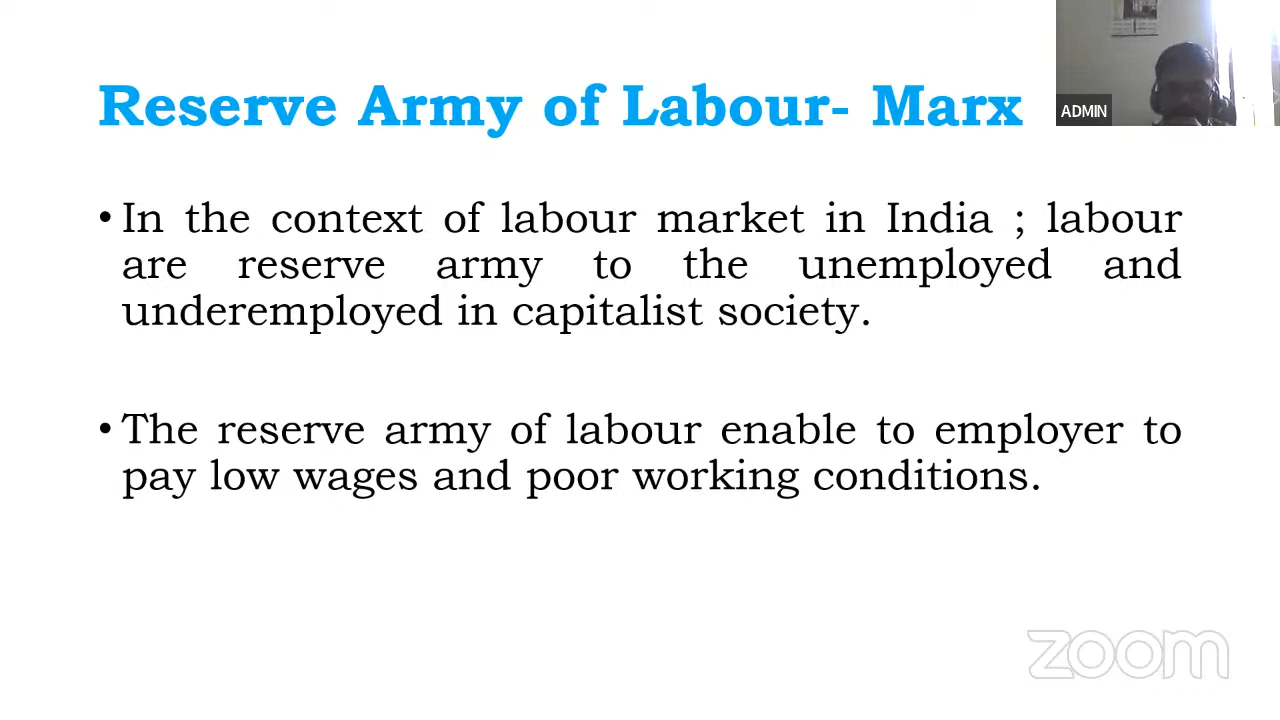 Reserve Army of Labour- Marx
ADMIN
• In the context of labour market in India ; labour
are reserve army to the unemployed and
underemployed in capitalist society.
• The reserve army of labour enable to employer to
pay low wages and poor working conditions.
zoom